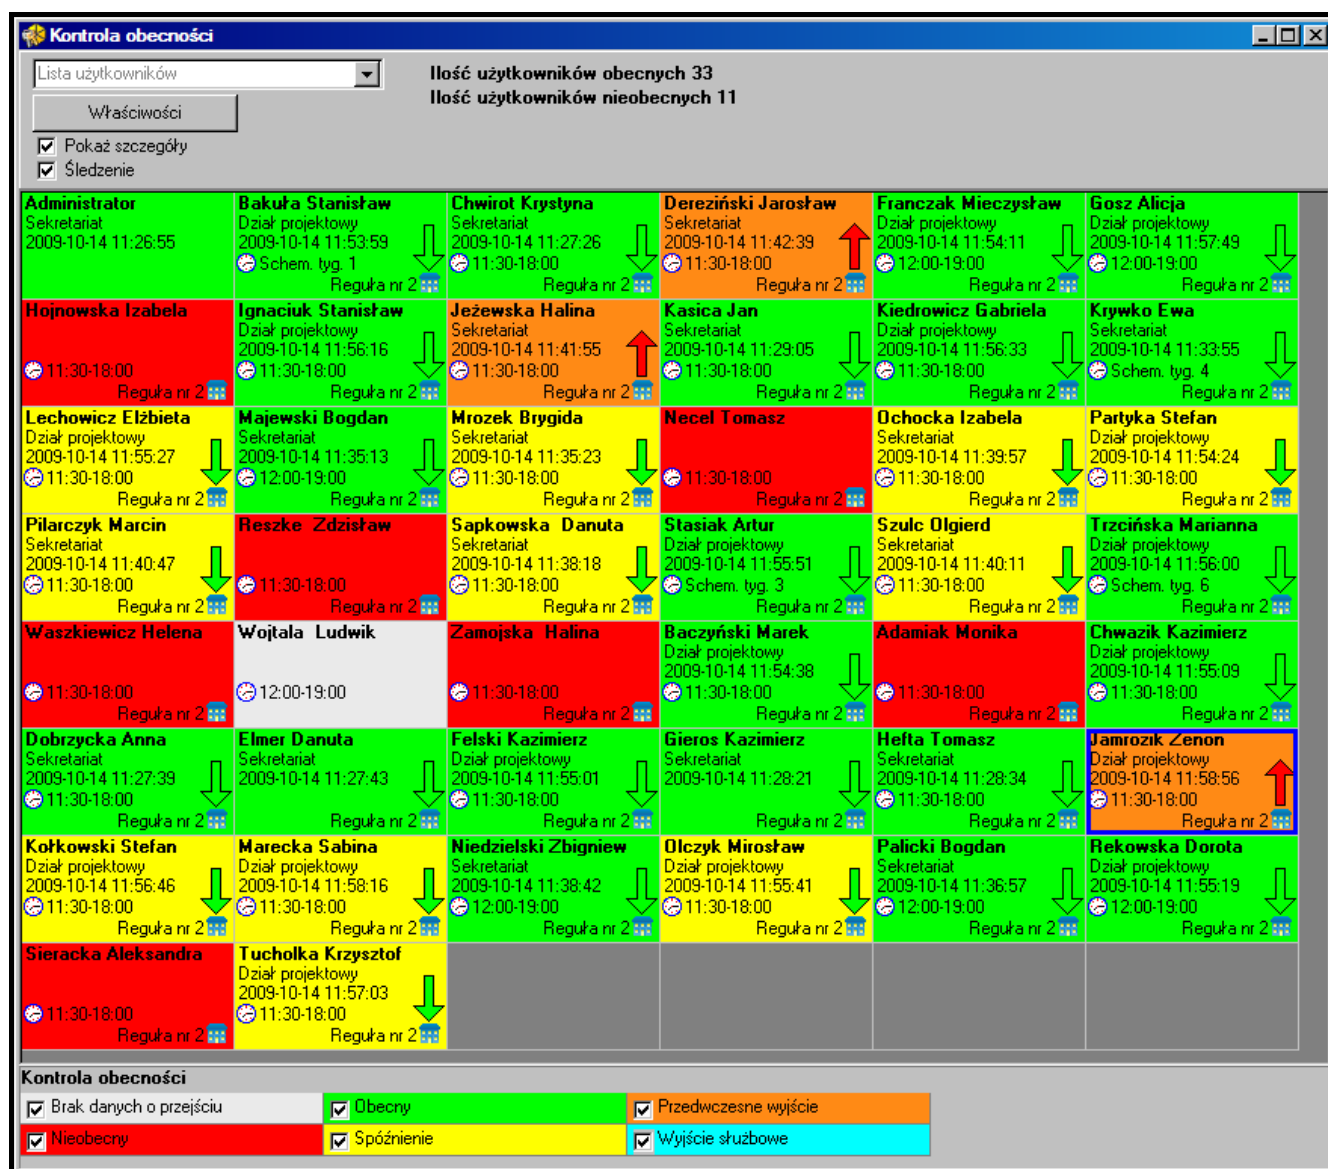 Kontrola obecności
Lista użytkowników
Ilość użytkowników obecnych 33
Ilość użytkowników nieobecnych 11
Właściwości
Pokaż szczegóły
Śledzenie
Administrator
Sekretariat
2009-10-14 11:26:55
Bakuła Stanisław
Dział projektowy
2009-10-14 11:53:59
Schem. tyg. 1
Reguła nr 2
Chwirot Krystyna
Sekretariat
2009-10-14 11:27:26
11:30-18:00
Reguła nr 2
Dereziński Jarosław
Sekretariat
2009-10-14 11:42:39
11:30-18:00
Reguła nr 2
Franczak Mieczysław
Dział projektowy
2009-10-14 11:54:11
12:00-19:00
Reguła nr 2
Gosz Alicja
Dział projektowy
2009-10-14 11:57:49
12:00-19:00
Reguła nr 2
Hojnowska Izabela
11:30-18:00
Reguła nr 2
Ignaciuk Stanisław
Dział projektowy
2009-10-14 11:56:16
11:30-18:00
Reguła nr 2
Jeżewska Halina
Sekretariat
2009-10-14 11:41:55
11:30-18:00
Reguła nr 2
Kasica Jan
Sekretariat
2009-10-14 11:29:05
11:30-18:00
Reguła nr 2
Kiedrowicz Gabriela
Dział projektowy
2009-10-14 11:56:33
11:30-18:00
Reguła nr 2
Krywko Ewa
Sekretariat
2009-10-14 11:33:55
Schem. tyg. 4
Reguła nr 2
Lechowicz Elżbieta
Dział projektowy
2009-10-14 11:55:27
11:30-18:00
Reguła nr 2
Majewski Bogdan
Sekretariat
2009-10-14 11:35:13
12:00-19:00
Reguła nr 2
Mrozek Brygida
Sekretariat
2009-10-14 11:35:23
11:30-18:00
Reguła nr 2
Necel Tomasz
11:30-18:00
Reguła nr 2
Ochocka Izabela
Sekretariat
2009-10-14 11:39:57
11:30-18:00
Reguła nr 2
Partyka Stefan
Dział projektowy
2009-10-14 11:54:24
11:30-18:00
Reguła nr 2
Pilarczyk Marcin
Sekretariat
2009-10-14 11:40:47
11:30-18:00
Reguła nr 2
Reszke Zdzisław
11:30-18:00
Reguła nr 2
Sapkowska Danuta
Sekretariat
2009-10-14 11:38:18
11:30-18:00
Reguła nr 2
Stasiak Artur
Dział projektowy
2009-10-14 11:55:51
Schem. tyg. 3
Reguła nr 2
Szulc Olgierd
Sekretariat
2009-10-14 11:40:11
11:30-18:00
Reguła nr 2
Trzcińska Marianna
Dział projektowy
2009-10-14 11:56:00
Schem. tyg. 6
Reguła nr 2
Waszkiewicz Helena
11:30-18:00
Reguła nr 2
Wojtala Ludwik
12:00-19:00
Zamojska Halina
11:30-18:00
Reguła nr 2
Baczyński Marek
Dział projektowy
2009-10-14 11:54:38
11:30-18:00
Reguła nr 2
Adamiak Monika
11:30-18:00
Reguła nr 2
Chwazik Kazimierz
Dział projektowy
2009-10-14 11:55:09
11:30-18:00
Reguła nr 2
Dobrzycka Anna
Sekretariat
2009-10-14 11:27:39
11:30-18:00
Reguła nr 2
Elmer Danuta
Sekretariat
2009-10-14 11:27:43
Reguła nr 2
Felski Kazimierz
Dział projektowy
2009-10-14 11:55:01
11:30-18:00
Reguła nr 2
Gieros Kazimierz
Sekretariat
2009-10-14 11:28:21
Reguła nr 2
Hefta Tomasz
Sekretariat
2009-10-14 11:28:34
11:30-18:00
Reguła nr 2
Jamrozik Zenon
Dział projektowy
2009-10-14 11:58:56
11:30-18:00
Reguła nr 2
Kołkowski Stefan
Dział projektowy
2009-10-14 11:56:46
11:30-18:00
Reguła nr 2
Marecka Sabina
Dział projektowy
2009-10-14 11:58:16
11:30-18:00
Reguła nr 2
Niedzielski Zbigniew
Sekretariat
2009-10-14 11:38:42
12:00-19:00
Reguła nr 2
Olczyk Mirosław
Dział projektowy
2009-10-14 11:55:41
11:30-18:00
Reguła nr 2
Palicki Bogdan
Sekretariat
2009-10-14 11:36:57
12:00-19:00
Reguła nr 2
Rekowska Dorota
Dział projektowy
2009-10-14 11:55:19
12:00-19:00
Reguła nr 2
Sieracka Aleksandra
11:30-18:00
Reguła nr 2
Tucholka Krzysztof
Dział projektowy
2009-10-14 11:57:03
11:30-18:00
Reguła nr 2
Kontrola obecności
Brak danych o przejściu
Obecny
Przedwczesne wyjście
Nieobecny
Spóźnienie
Wyjście służbowe